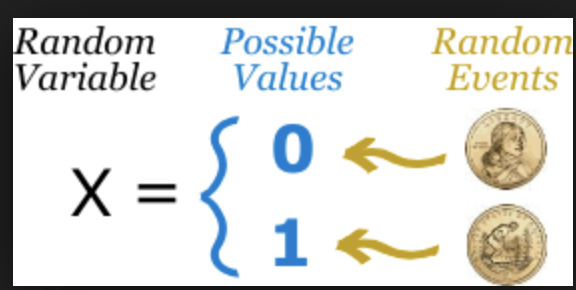 Random
Variable
Possible
Values
Random
Events
X =
0
1